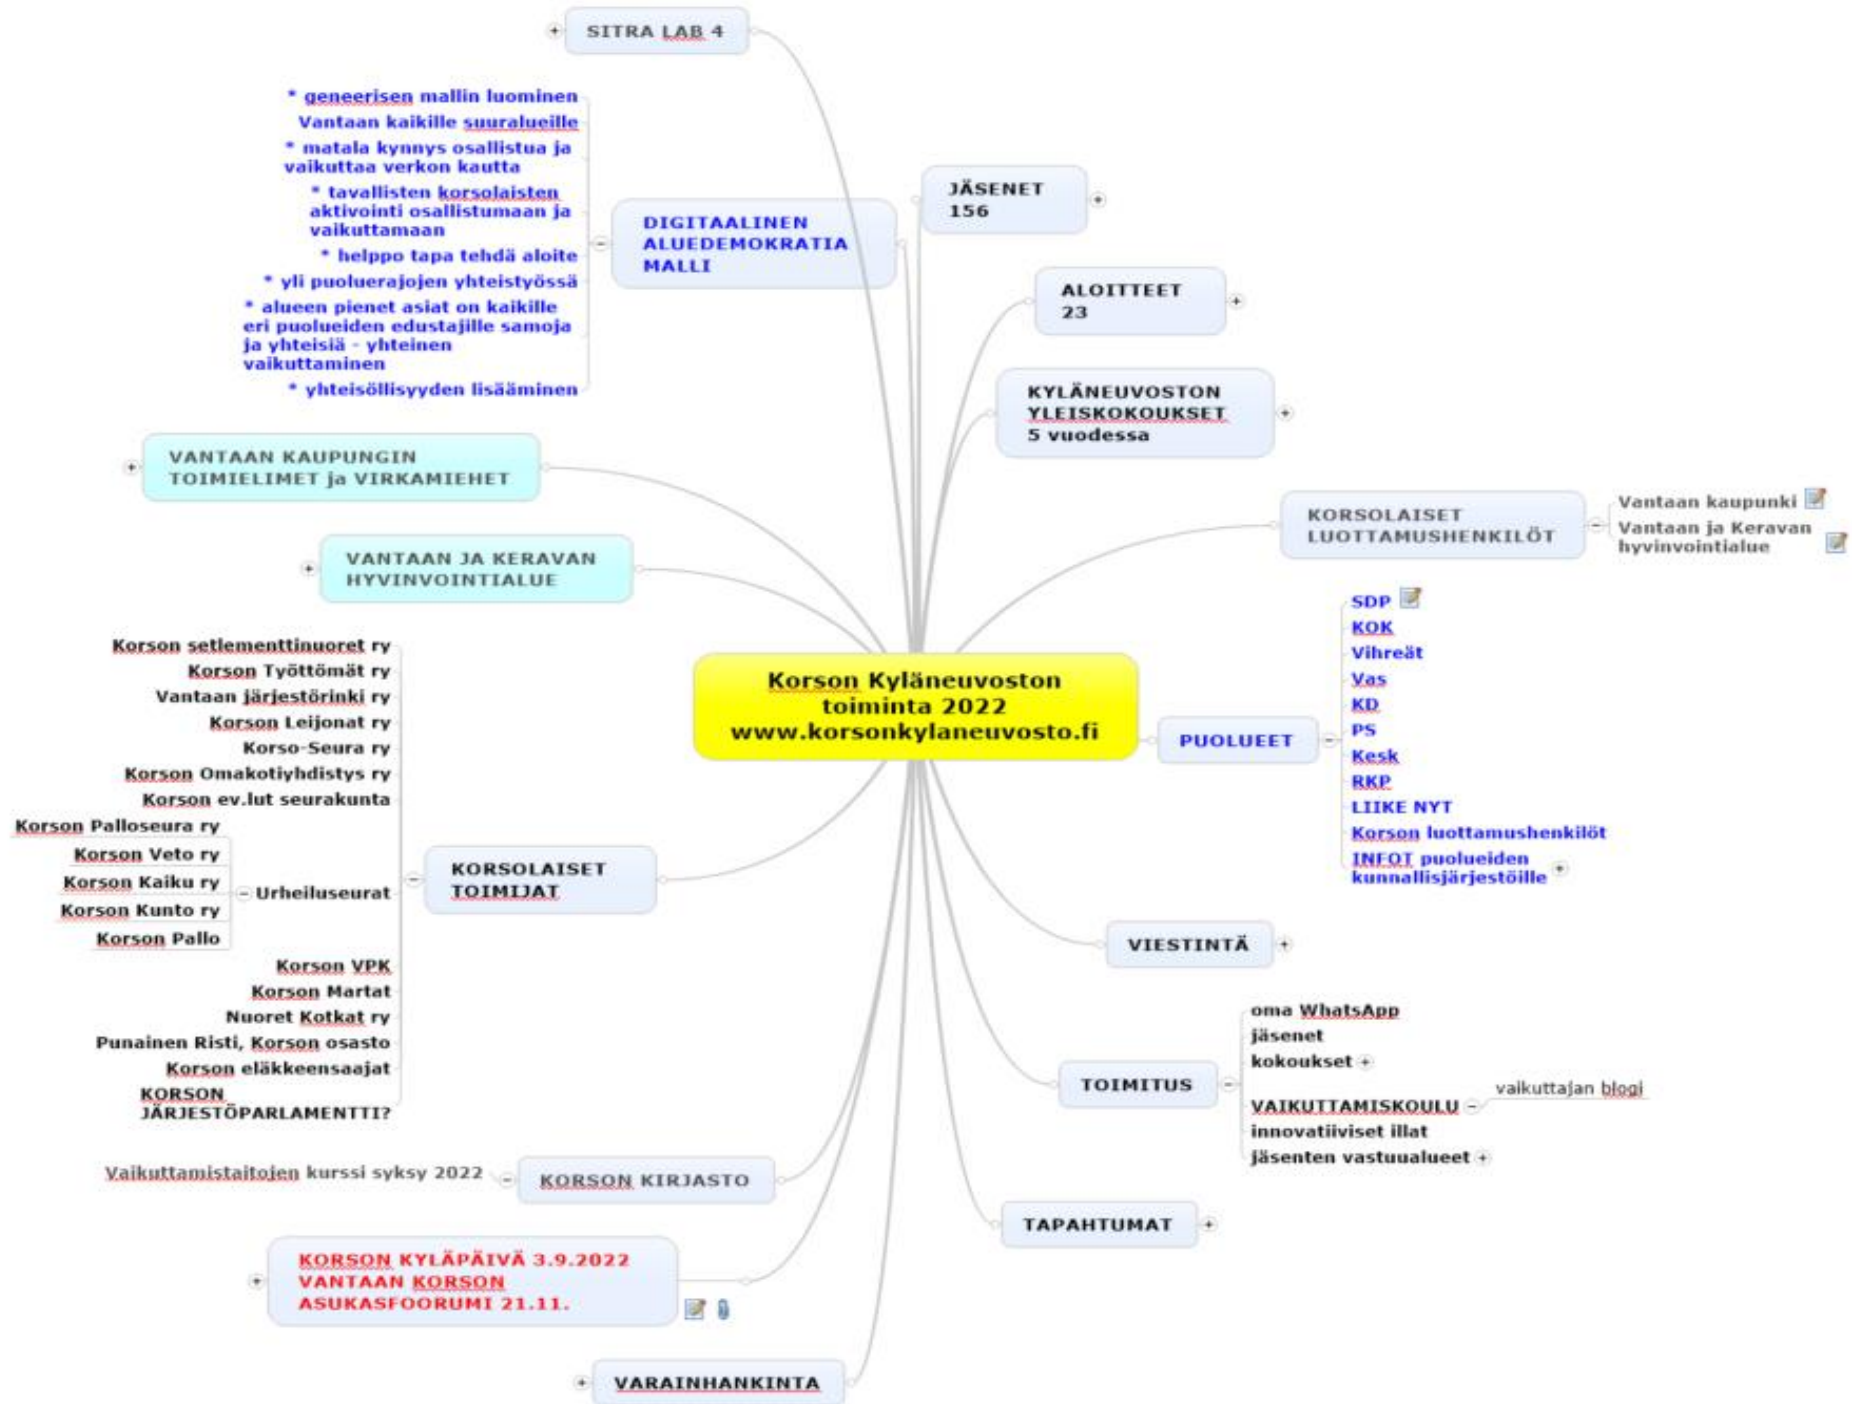 SITRA LAB 4
* geneerisen mallin luominen
Vantaan kaikille suuralueille
* matala kynnys osallistua ja
vaikuttaa verkon kautta
* tavallisten korsolaisten
aktivointi osallistumaan ja
vaikuttamaan
* helppo tapa tehdä aloite
* yli puoluerajojen yhteistyössä
* alueen pienet asiat on kaikille
eri puolueiden edustajille samoja
ja yhteisiä - yhteinen
vaikuttaminen
* yhteisöllisyyden lisääminen
DIGITAALINEN
ALUEDEMOKRATIA
MALLI
VANTAAN KAUPUNGIN
TOIMIELIMET ja VIRKAMIEHET
VANTAAN JA KERAVAN
HYVINVOINTIALUE
Korson Kyläneuvoston
toiminta 2022
www.korsonkylaneuvosto.fi
Korson setlementtinuoret ry
Korson Työttömät ry
Vantaan järjestörinki ry
Korson Leijonat ry
Korso-Seura ry
Korson Omakotiyhdistys ry
Korson ev.lut seurakunta
Korson Palloseura ry
Korson Veto ry
Korson Kaiku ry
Korson Kunto ry
Korson Pallo
Urheiluseurat
Korson VPK
Korson Martat
Nuoret Kotkat ry
Punainen Risti, Korson osasto
Korson eläkkeensaajat
KORSON
JÄRJESTÖPARLAMENTTI?
KORSOLAISET
TOIMIJAT
Vaikuttamistaitojen kurssi syksy 2022
KORSON KIRJASTO
KORSON KYLÄPÄIVÄ 3.9.2022
VANTAAN KORSON
ASUKASFOORUMI 21.11.
VARAINHANKINTA
JÄSENET
156
ALOITTEET
23
KYLÄNEUVOSTON
YLEISKOKOUKSET
5 vuodessa
KORSOLAISET
LUOTTAMUSHENKILÖT
Vantaan kaupunki
Vantaan ja Keravan
hyvinvointialue
PUOLUEET
SDP
KOK
Vihreät
Vas
KD
PS
Kesk
RKP
LIIKE NYT
Korson luottamushenkilöt
INFOT puolueiden
kunnallisjärjestöille
VIESTINTÄ
TOIMITUS
oma WhatsApp
jäsenet
kokoukset
VAIKUTTAMISKOULU
vaikuttajan blogi
innovatiiviset illat
jäsenten vastuualueet
TAPAHTUMAT